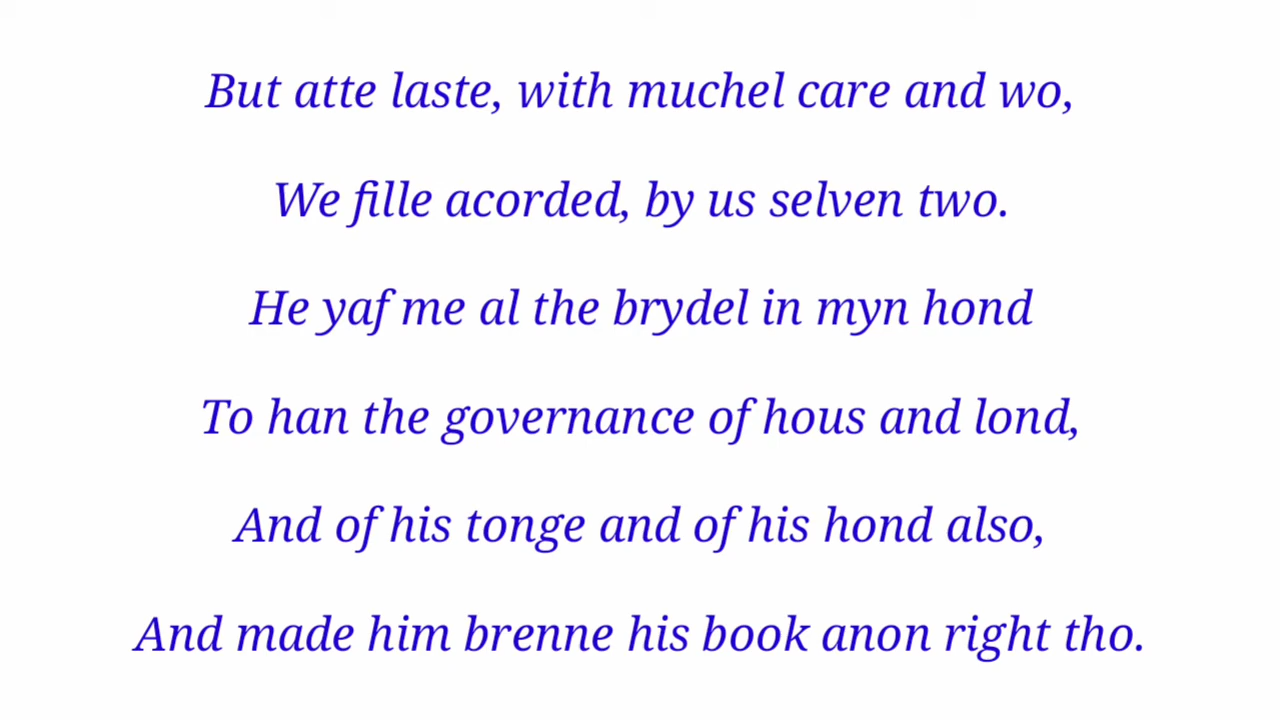 But atte laste, with muchel care and wo,
We fille acorded, by us selven two.
He yaf me al the brydel in myn hond
To han the governance of hous and lond,
And of his tonge and of his hond also,
And made him brenne his book anon right tho.